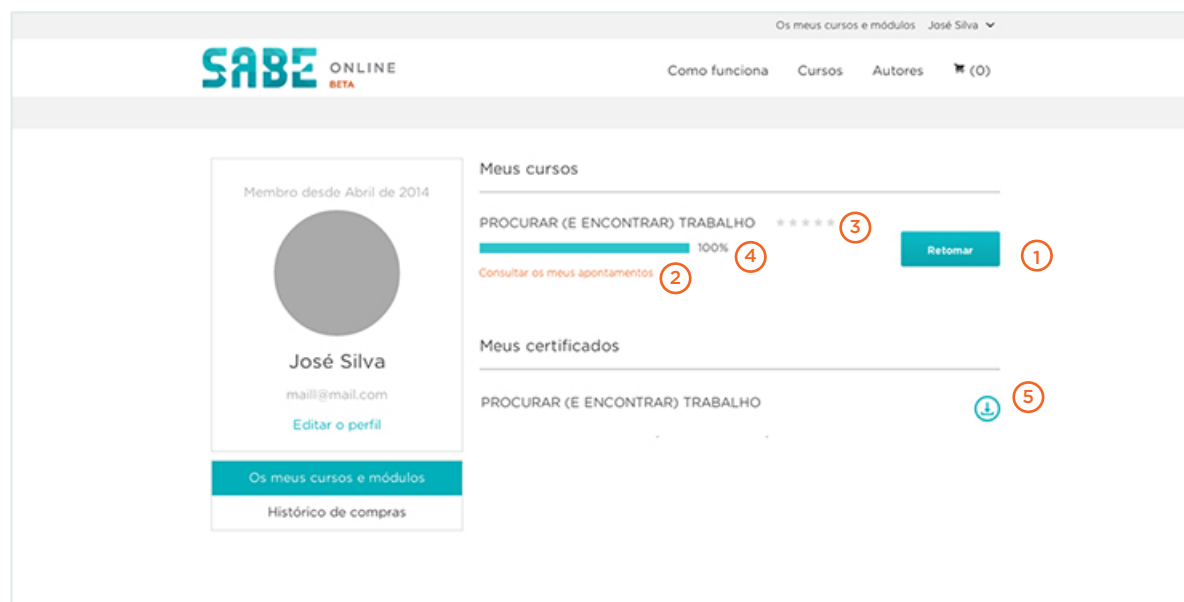 Os meus cursos e módulos José Silva
SABE ONLINE
BETA
Como funciona Cursos Autores (0)
Membro desde Abril de 2014
José Silva
maill@mail.com
Editar o perfil
Os meus cursos e módulos
Histórico de compras
Meus cursos
PROCURAR (E ENCONTRAR) TRABALHO 3
100% 4
Retomar 1
Consultar os meus apontamentos 2
Meus certificados
PROCURAR (E ENCONTRAR) TRABALHO 5